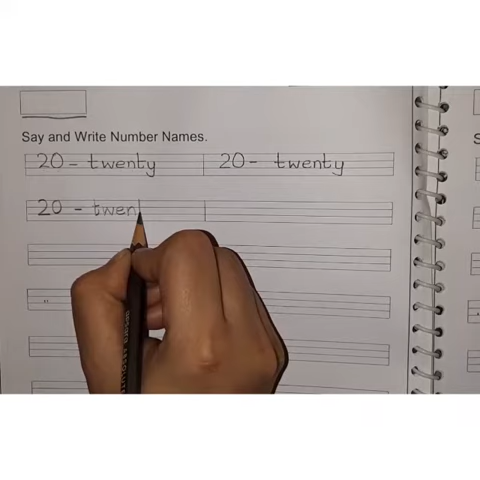 Say and Write Number Names.
20 - twenty 20 - twenty
20 - twen